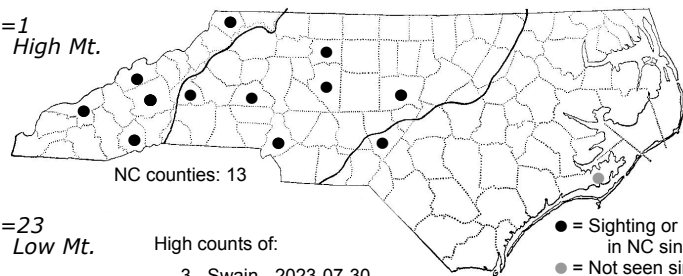 =1
High Mt.
NC counties: 13
=23
Low Mt.
High counts of:
3 - Swain - 2023-07-30
= Sighting or
in NC sin
= Not seen si